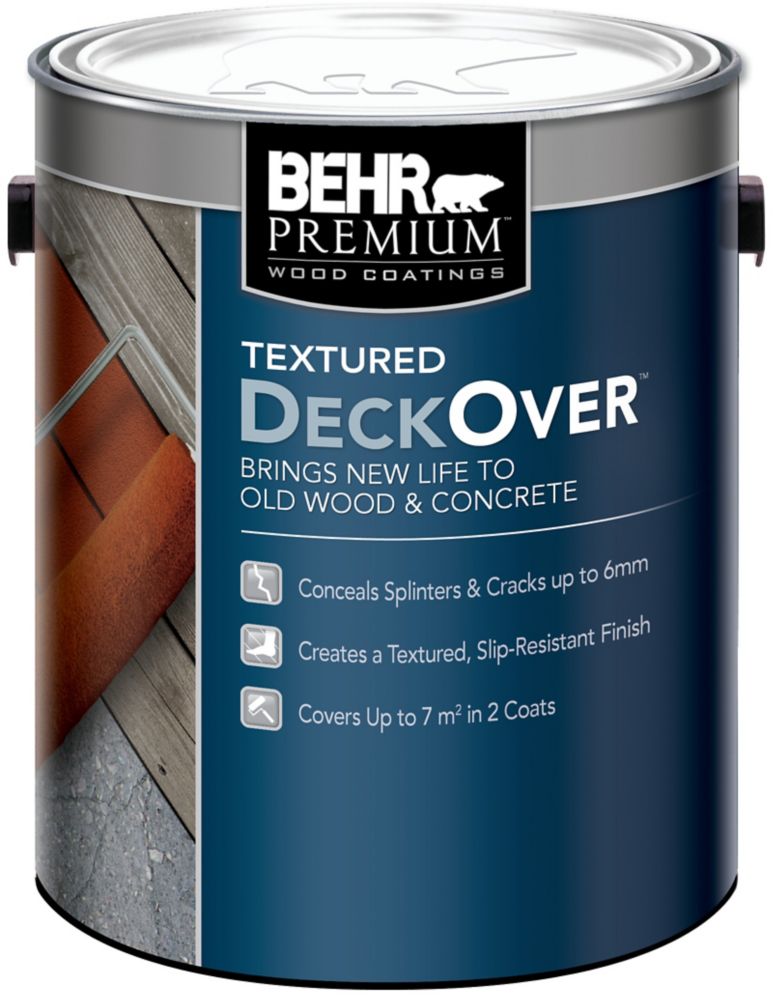 BEHR
PREMIUM™
WOOD COATINGS
TEXTURED
DECKOVER™
BRINGS NEW LIFE TO
OLD WOOD & CONCRETE
Conceals Splinters & Cracks up to 6mm
Creates a Textured, Slip-Resistant Finish
Covers Up to 7 m² in 2 Coats